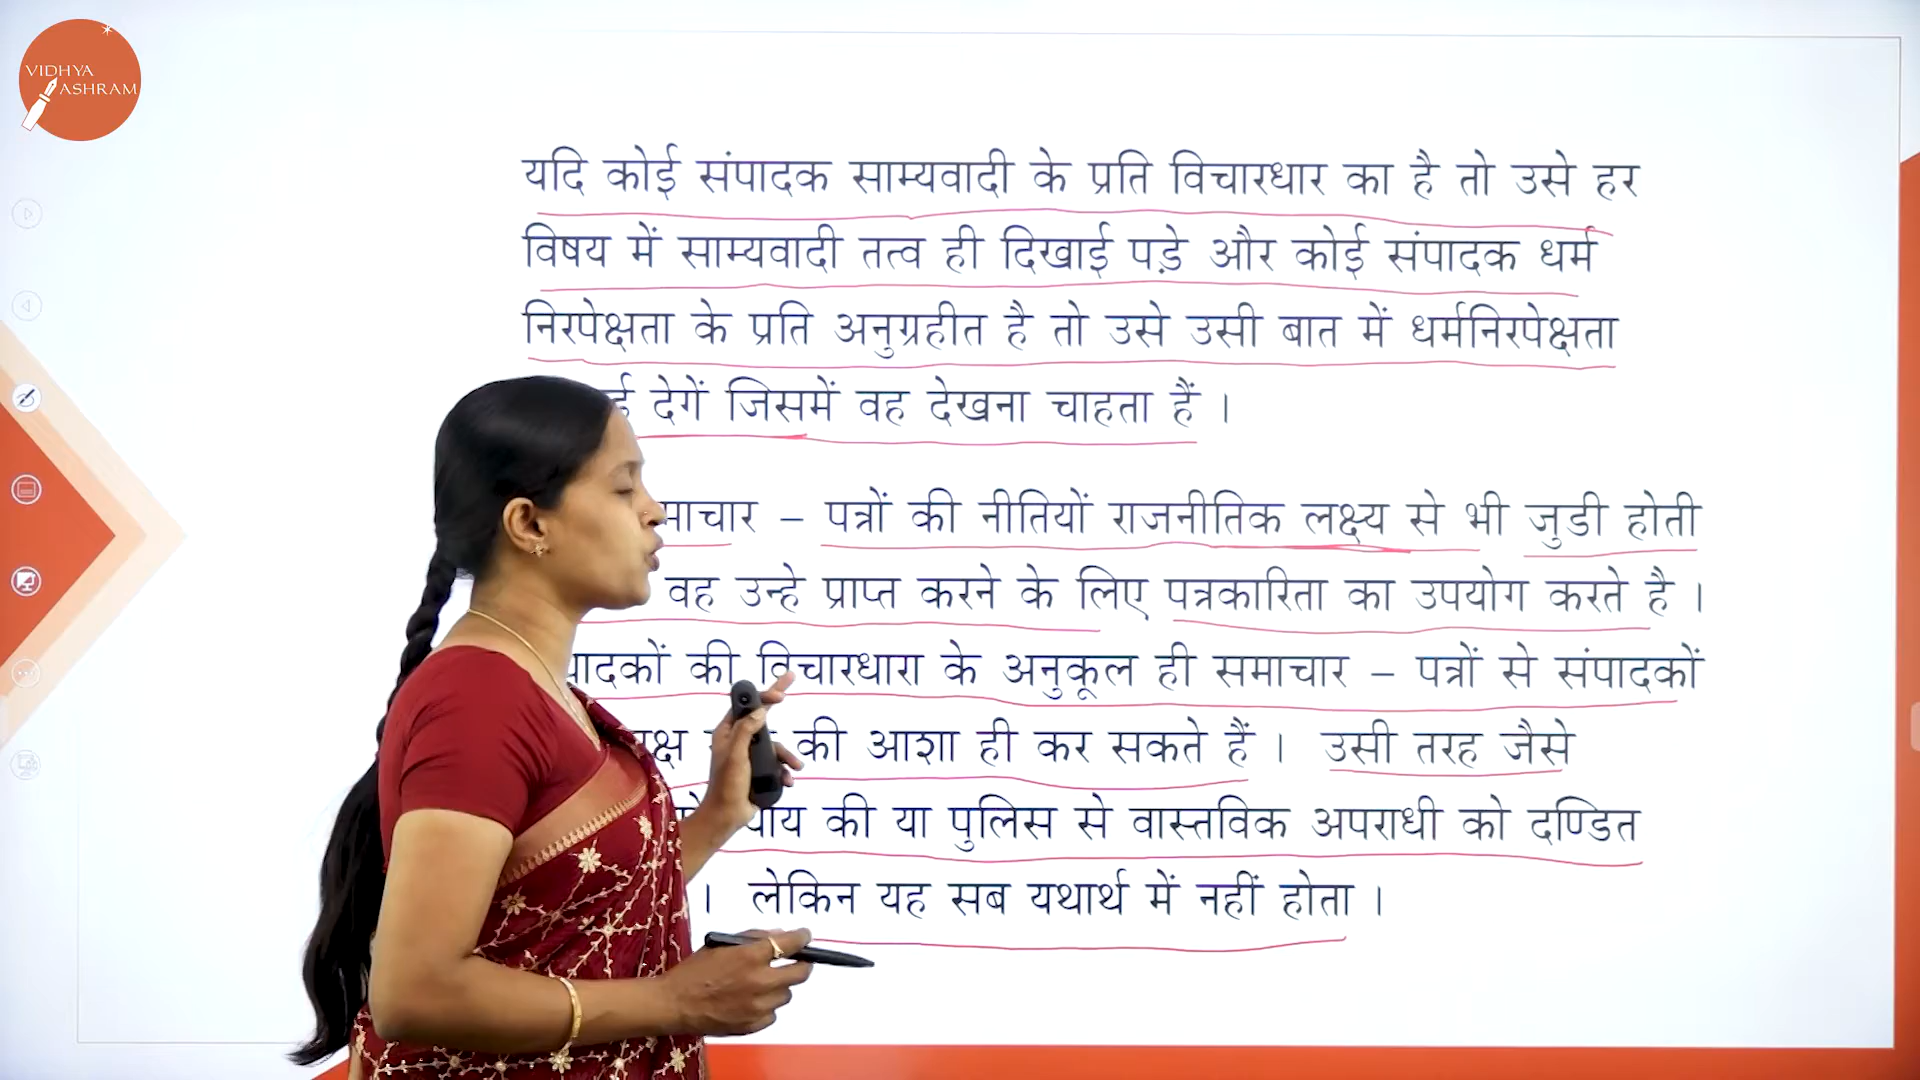 VIDHYA
ASHRAM
यदि कोई संपादक साम्यवादी के प्रति विचारधार का है तो उसे हर
विषय में साम्यवादी तत्व ही दिखाई पड़े और कोई संपादक धर्म
निरपेक्षता के प्रति अनुग्रहीत है तो उसे उसी बात में धर्मनिरपेक्षता
देगें जिसमें वह देखना चाहता हैं ।
– पत्रों की नीतियों राजनीतिक लक्ष्य से भी जुडी होती
वह उन्हे प्राप्त करने के लिए पत्रकारिता का उपयोग करते है ।
की विचारधारा के अनुकूल ही समाचार – पत्रों से संपादकों
की आशा ही कर सकते हैं । उसी तरह जैसे
की या पुलिस से वास्तविक अपराधी को दण्डित
। लेकिन यह सब यथार्थ में नहीं होता ।